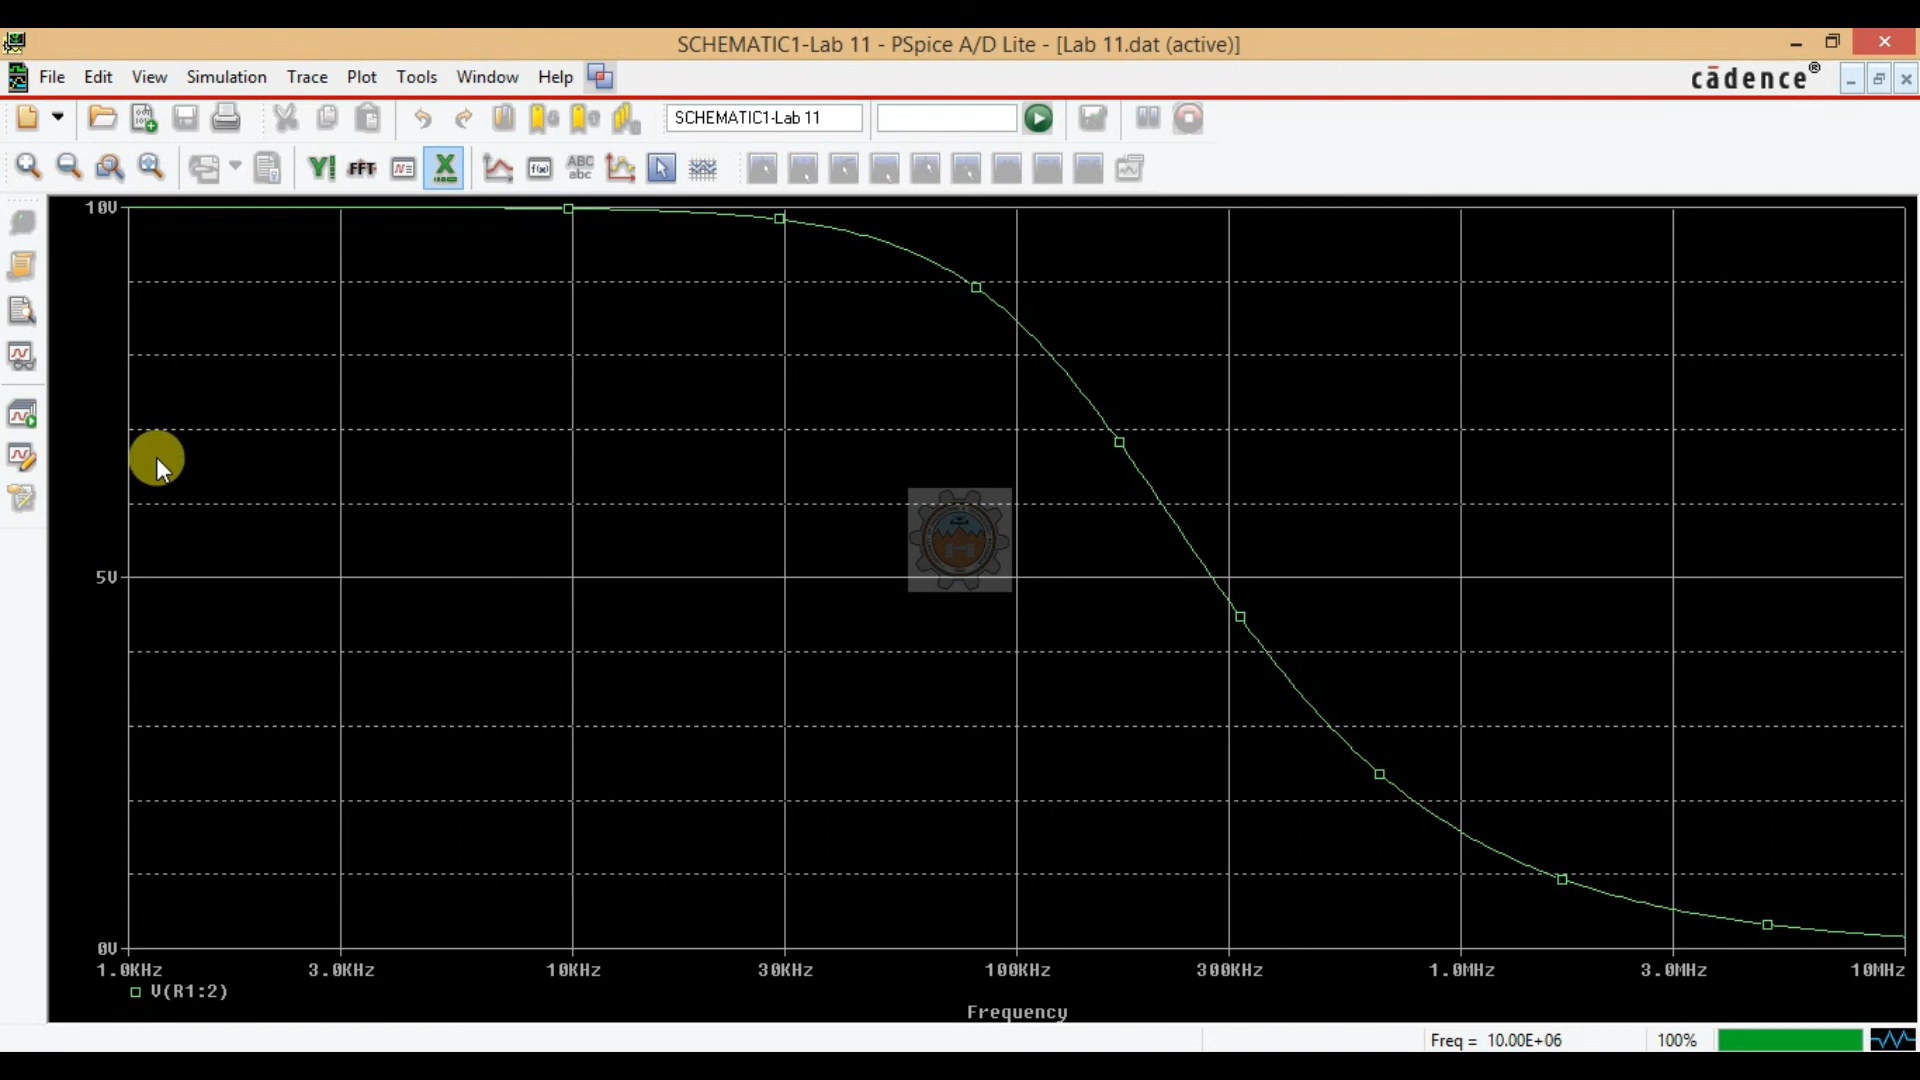 SCHEMATIC1-Lab 11 - PSpice A/D Lite - [Lab 11.dat (active)]
File Edit View Simulation Trace Plot Tools Window Help cādence®
SCHEMATIC1-Lab 11
FFT ABC abc f(x)
10V
5V
0V
1.0KHz 3.0KHz 10KHz 30KHz 100KHz 300KHz 1.0MHz 3.0MHz 10MHz
V(R1:2)
Frequency
Freq = 10.00E+06 100%